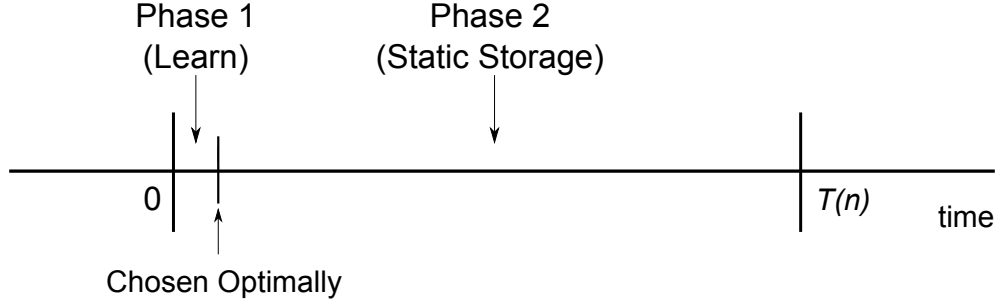 Phase 1
(Learn)
Phase 2
(Static Storage)
0
T(n)
time
Chosen Optimally